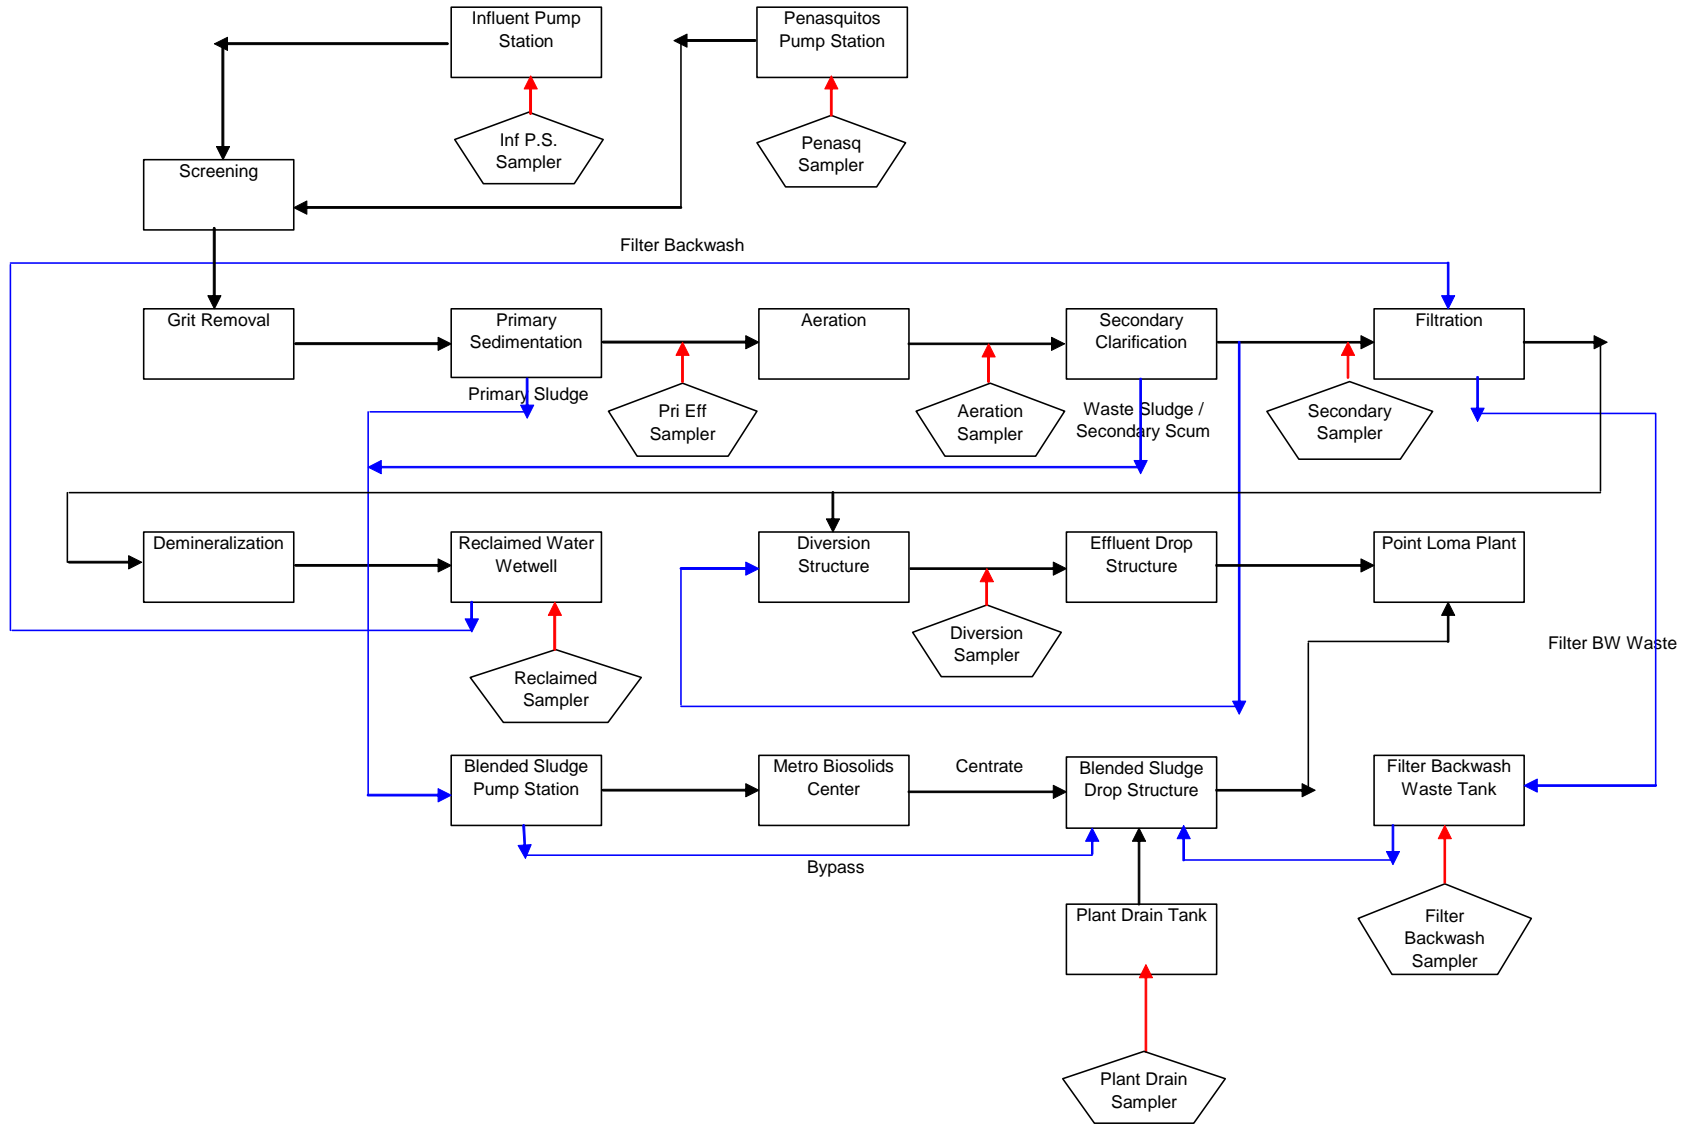 Influent Pump
Station
Penasquitos
Pump Station
Inf P.S.
Sampler
Penasq
Sampler
Screening
Filter Backwash
Grit Removal
Primary
Sedimentation
Aeration
Secondary
Clarification
Filtration
Primary Sludge
Pri Eff
Sampler
Aeration
Sampler
Waste Sludge /
Secondary Scum
Secondary
Sampler
Demineralization
Reclaimed Water
Wetwell
Diversion
Structure
Effluent Drop
Structure
Point Loma Plant
Reclaimed
Sampler
Diversion
Sampler
Filter BW Waste
Blended Sludge
Pump Station
Metro Biosolids
Center
Centrate
Blended Sludge
Drop Structure
Filter Backwash
Waste Tank
Bypass
Plant Drain Tank
Filter
Backwash
Sampler
Plant Drain
Sampler